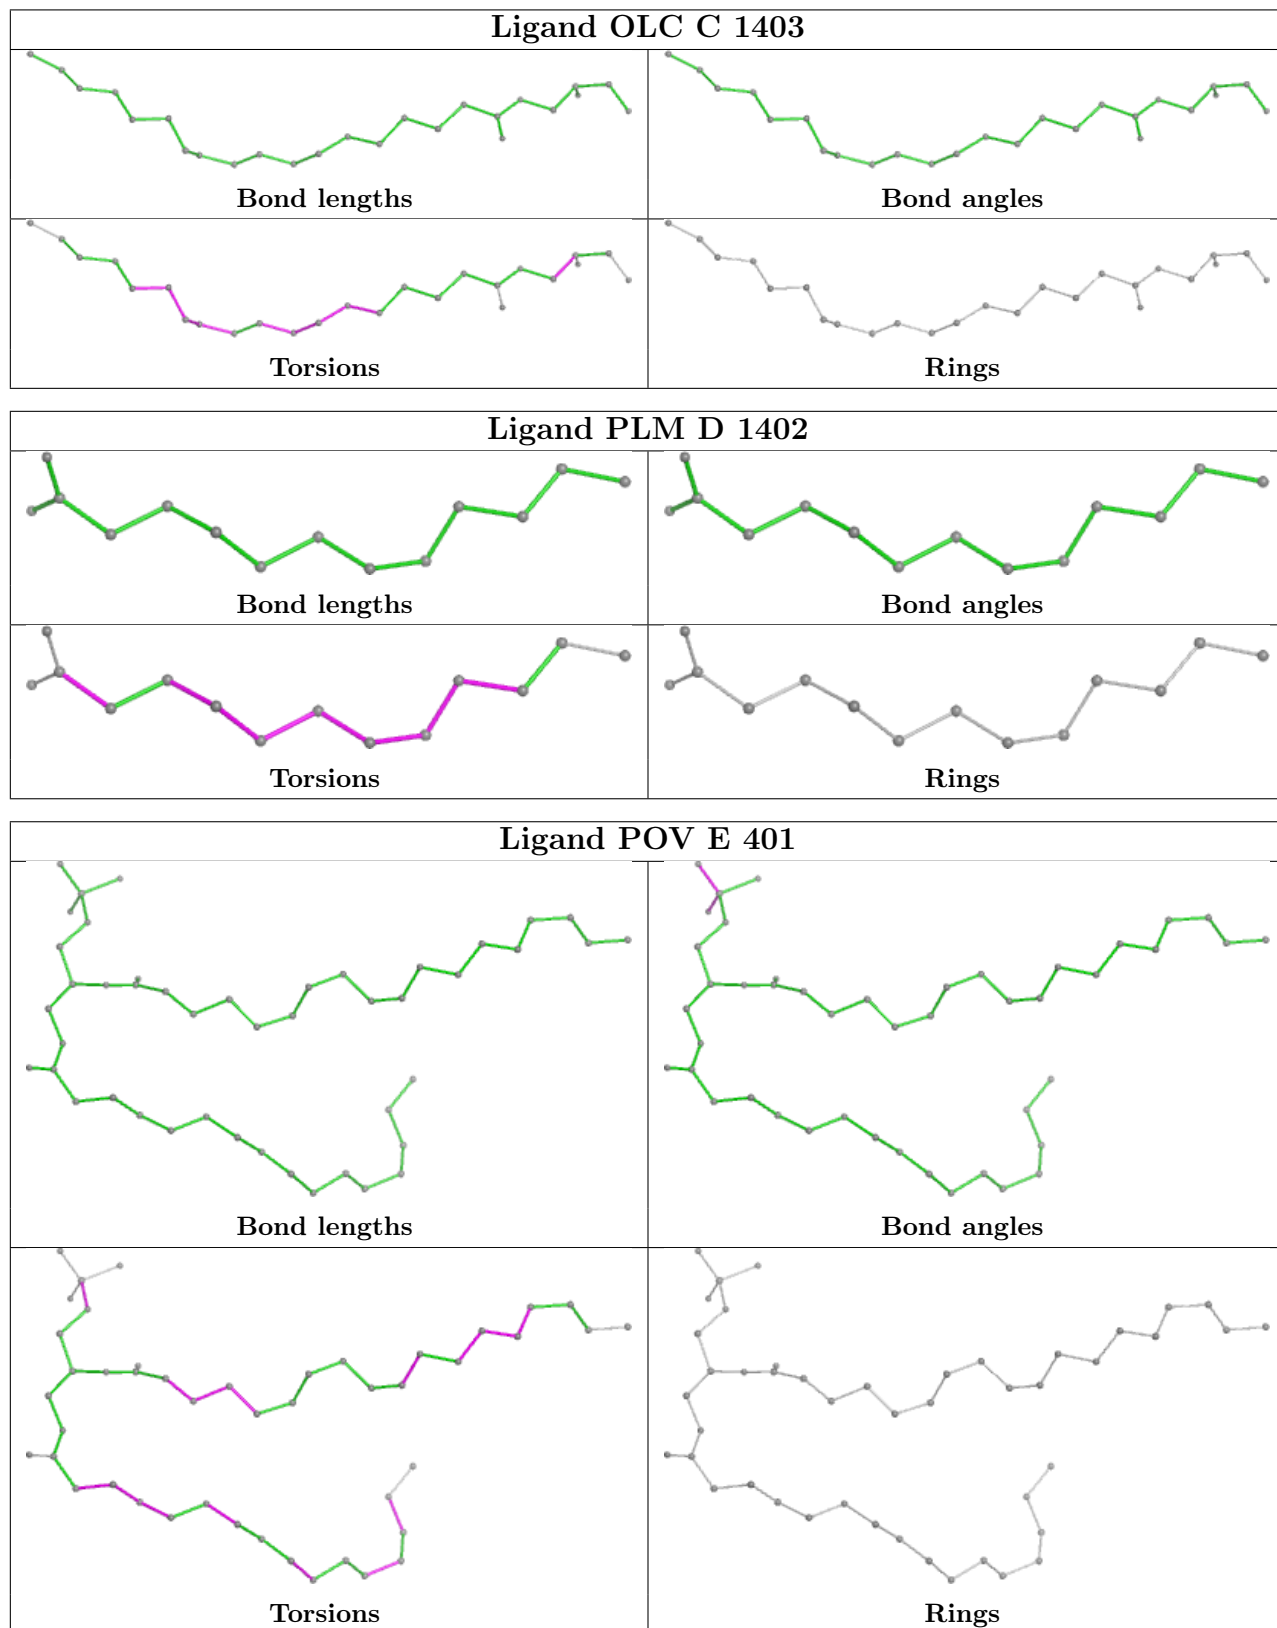 Ligand OLC C 1403
Bond lengths
Bond angles
Torsions
Rings
Ligand PLM D 1402
Bond lengths
Bond angles
Torsions
Rings
Ligand POV E 401
Bond lengths
Bond angles
Torsions
Rings